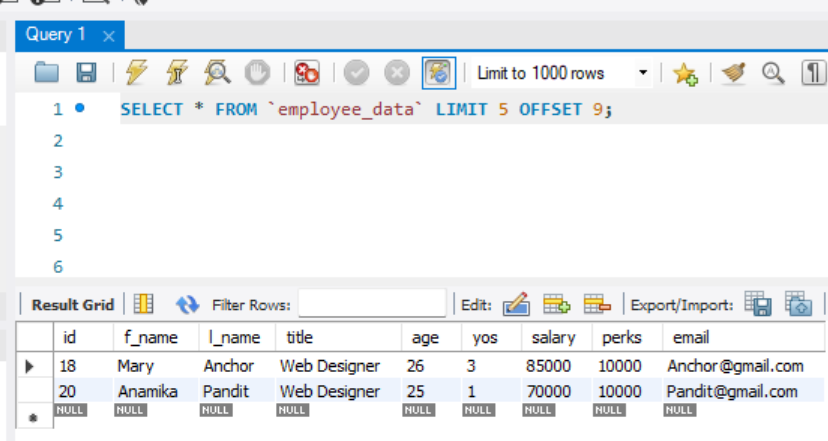 Query 1
Limit to 1000 rows
1 SELECT * FROM `employee_data` LIMIT 5 OFFSET 9;
2
3
4
5
6
Result Grid Filter Rows: Edit: Export/Import:
id f_name l_name title age yos salary perks email
18 Mary Anchor Web Designer 26 3 85000 10000 Anchor@gmail.com
20 Anamika Pandit Web Designer 25 1 70000 10000 Pandit@gmail.com
NULL NULL NULL NULL NULL NULL NULL NULL NULL